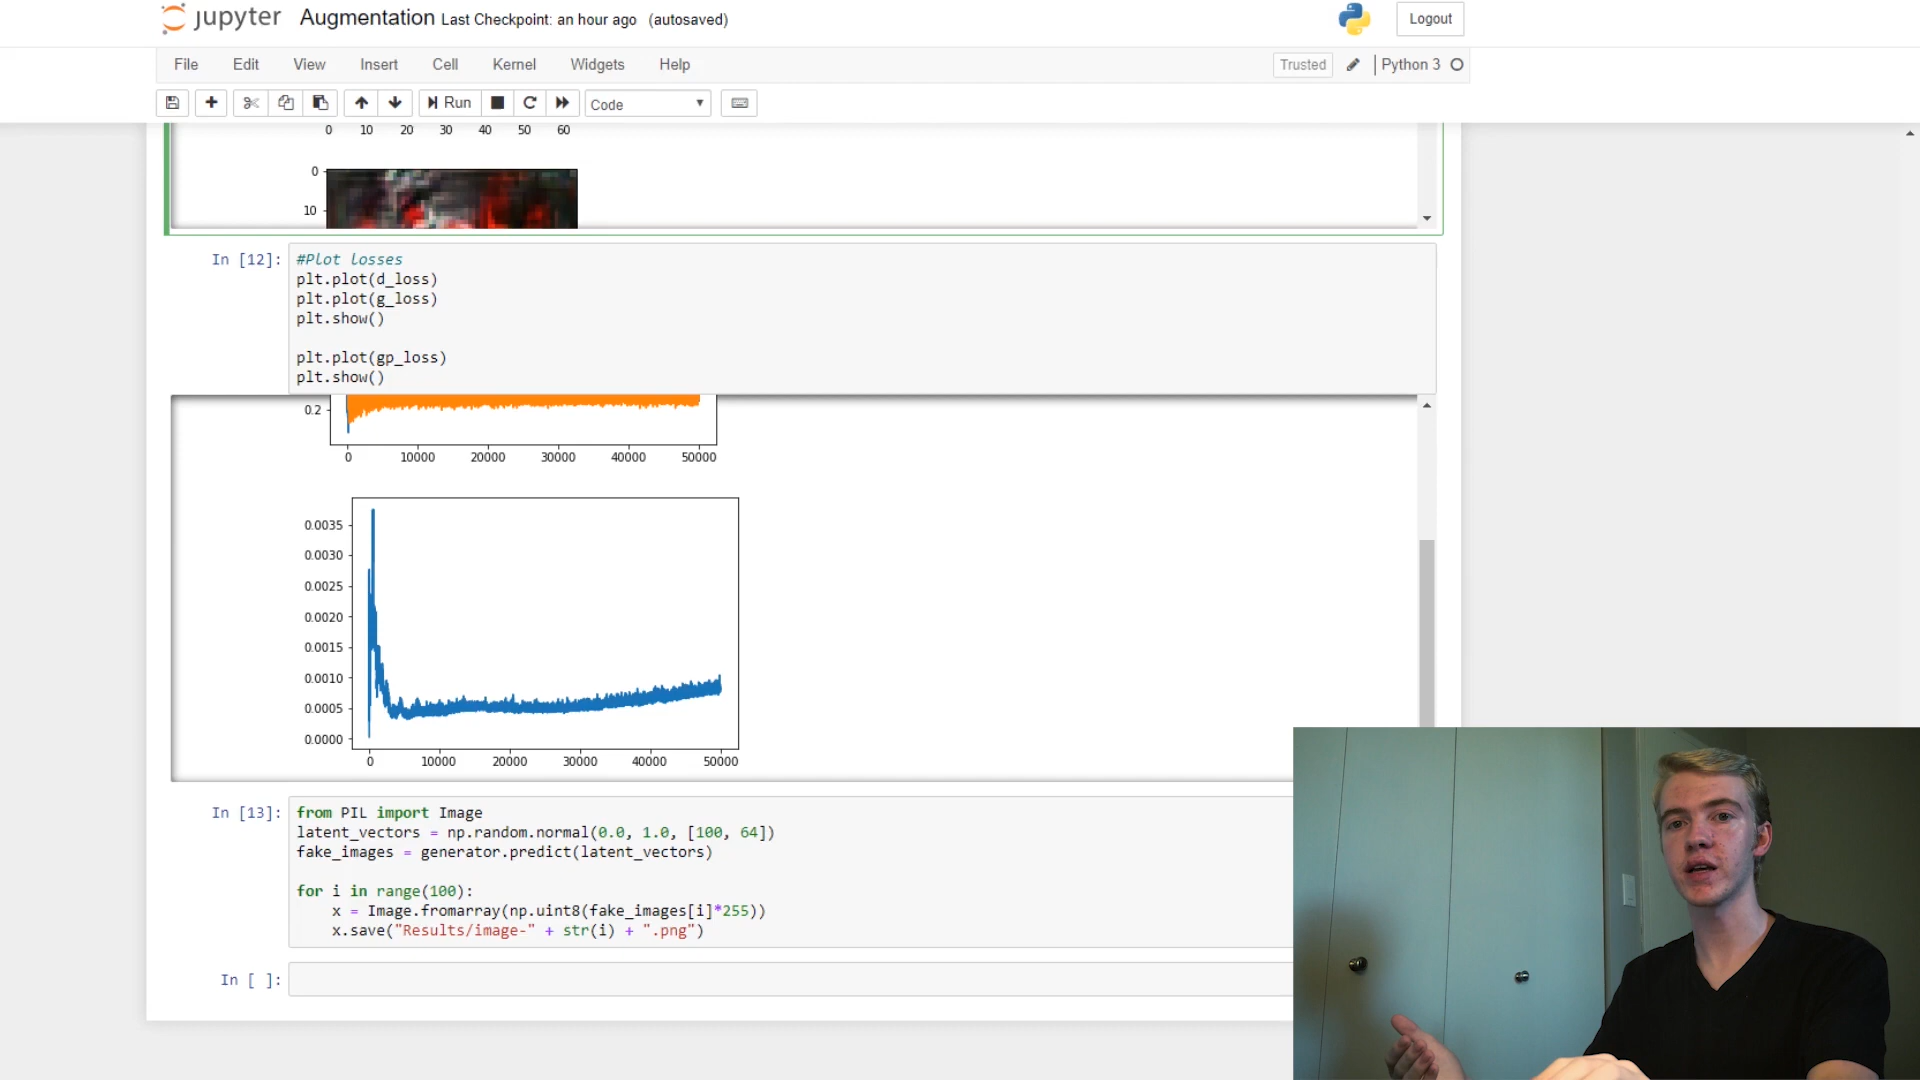 jupyter Augmentation Last Checkpoint: an hour ago (autosaved)
Logout
File Edit View Insert Cell Kernel Widgets Help
Trusted Python 3
Run Code
0 10 20 30 40 50 60
0
10
In [12]:
#Plot losses
plt.plot(d_loss)
plt.plot(g_loss)
plt.show()
plt.plot(gp_loss)
plt.show()
0.2
0 10000 20000 30000 40000 50000
0.0035
0.0030
0.0025
0.0020
0.0015
0.0010
0.0005
0.0000
0 10000 20000 30000 40000 50000
In [13]:
from PIL import Image
latent_vectors = np.random.normal(0.0, 1.0, [100, 64])
fake_images = generator.predict(latent_vectors)
for i in range(100):
x = Image.fromarray(np.uint8(fake_images[i]*255))
x.save("Results/image-" + str(i) + ".png")
In [ ]: